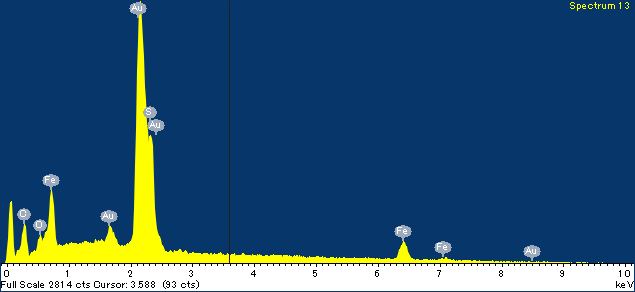 Spectrum 13
Au
S
Au
Fe
C
O
Au
Fe
Fe
Au
0 1 2 3 4 5 6 7 8 9 10
Full Scale 2814 cts Cursor: 3.588 (93 cts) keV